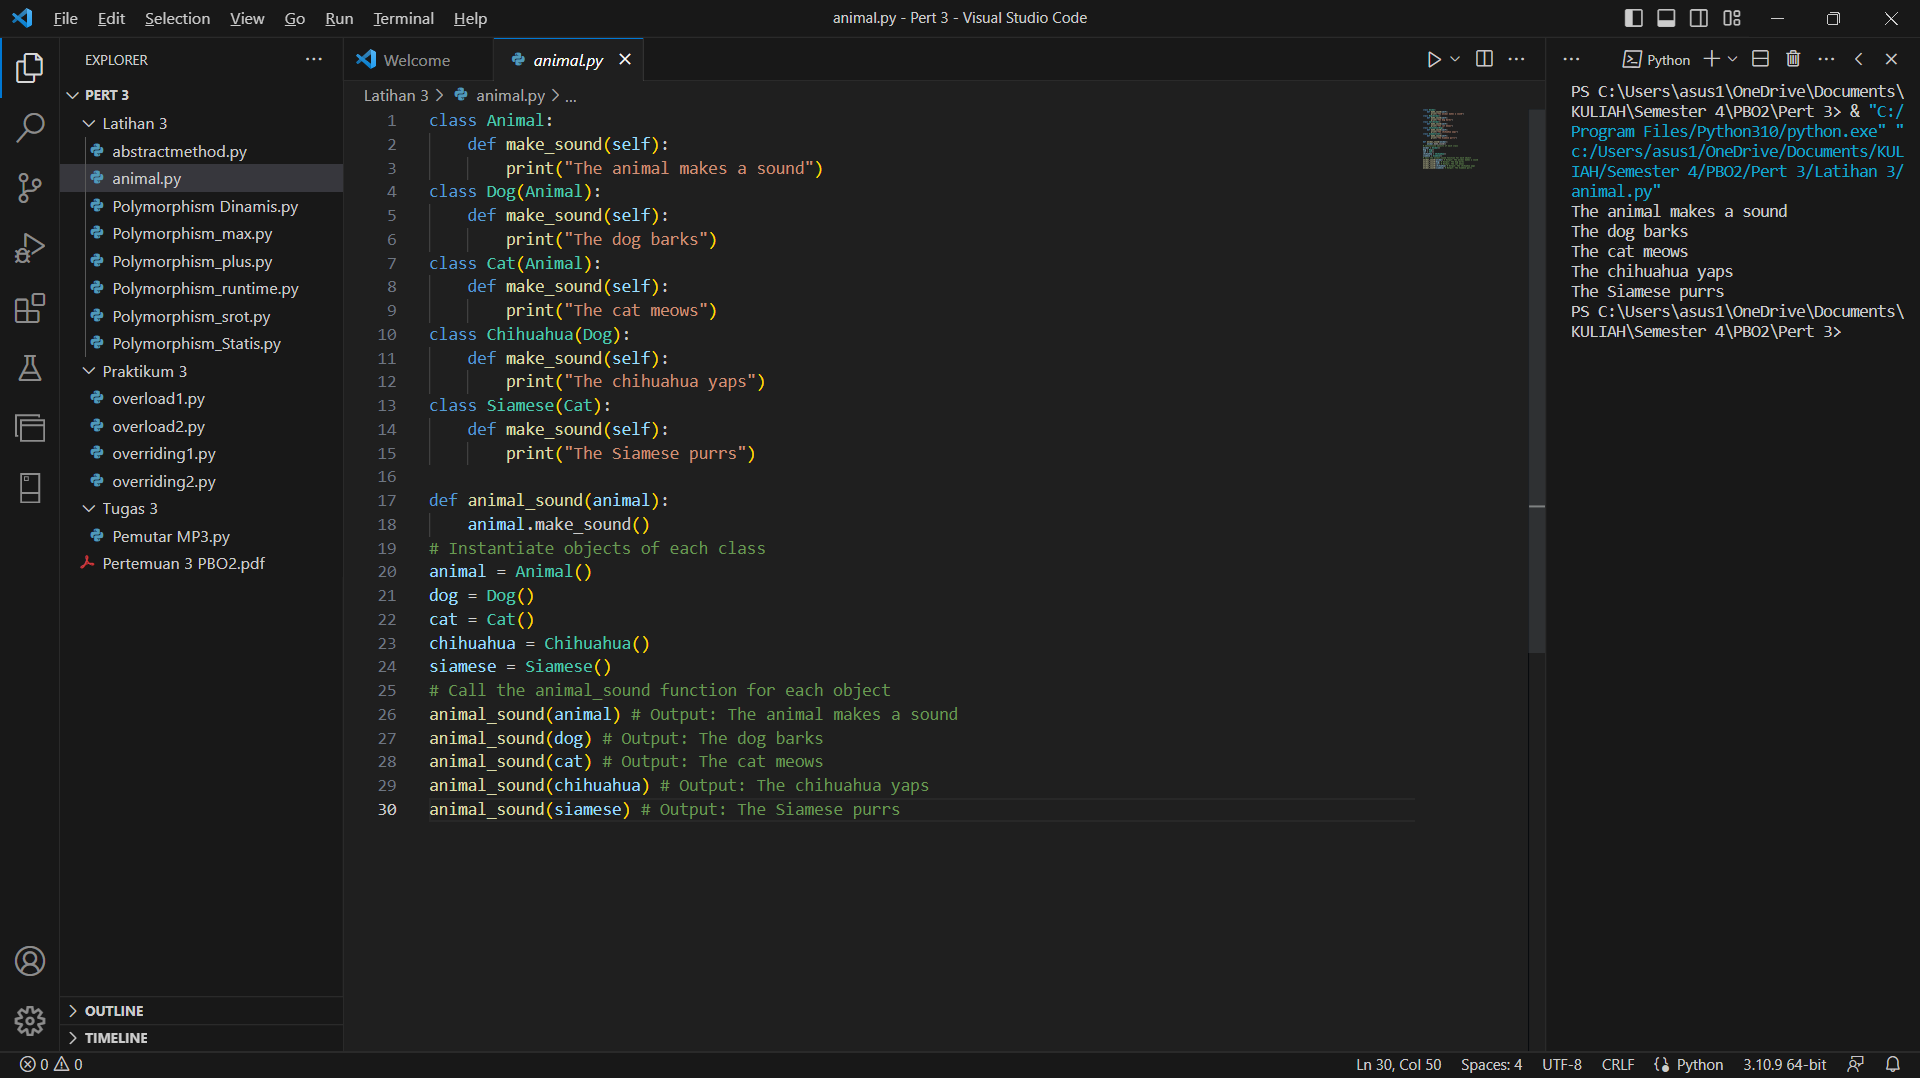 File Edit Selection View Go Run Terminal Help
animal.py - Pert 3 - Visual Studio Code
EXPLORER
PERT 3
Latihan 3
abstractmethod.py
animal.py
Polymorphism Dinamis.py
Polymorphism_max.py
Polymorphism_plus.py
Polymorphism_runtime.py
Polymorphism_srot.py
Polymorphism_Statis.py
Praktikum 3
overload1.py
overload2.py
overriding1.py
overriding2.py
Tugas 3
Pemutar MP3.py
Pertemuan 3 PBO2.pdf
OUTLINE
TIMELINE
Welcome
animal.py
Latihan 3 > animal.py > ...
1 class Animal:
2     def make_sound(self):
3         print("The animal makes a sound")
4 class Dog(Animal):
5     def make_sound(self):
6         print("The dog barks")
7 class Cat(Animal):
8     def make_sound(self):
9         print("The cat meows")
10 class Chihuahua(Dog):
11     def make_sound(self):
12         print("The chihuahua yaps")
13 class Siamese(Cat):
14     def make_sound(self):
15         print("The Siamese purrs")
16
17 def animal_sound(animal):
18     animal.make_sound()
19 # Instantiate objects of each class
20 animal = Animal()
21 dog = Dog()
22 cat = Cat()
23 chihuahua = Chihuahua()
24 siamese = Siamese()
25 # Call the animal_sound function for each object
26 animal_sound(animal) # Output: The animal makes a sound
27 animal_sound(dog) # Output: The dog barks
28 animal_sound(cat) # Output: The cat meows
29 animal_sound(chihuahua) # Output: The chihuahua yaps
30 animal_sound(siamese) # Output: The Siamese purrs
Python
PS C:\Users\asus1\OneDrive\Documents\
KULIAH\Semester 4\PBO2\Pert 3> & "C:/
Program Files/Python310/python.exe" "
c:/Users/asus1/OneDrive/Documents/KUL
IAH/Semester 4/PBO2/Pert 3/Latihan 3/
animal.py"
The animal makes a sound
The dog barks
The cat meows
The chihuahua yaps
The Siamese purrs
PS C:\Users\asus1\OneDrive\Documents\
KULIAH\Semester 4\PBO2\Pert 3>
0 0
Ln 30, Col 50 Spaces: 4 UTF-8 CRLF Python 3.10.9 64-bit